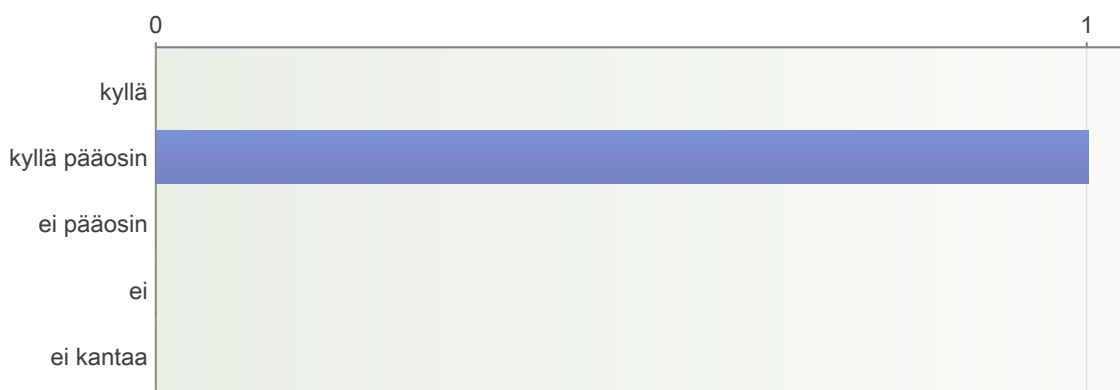 0 1
kyllä
kyllä pääosin
ei pääosin
ei
ei kantaa